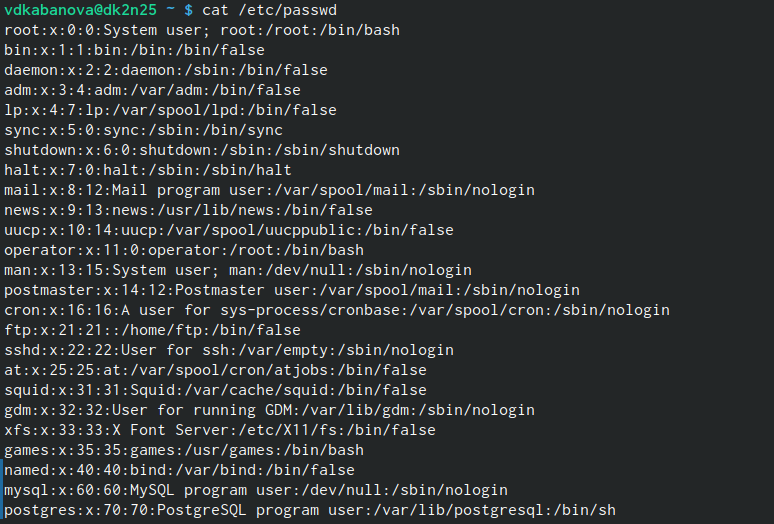 vdkabanova@dk2n25 ~ $ cat /etc/passwd
root:x:0:0:System user; root:/root:/bin/bash
bin:x:1:1:bin:/bin:/bin/false
daemon:x:2:2:daemon:/sbin:/bin/false
adm:x:3:4:adm:/var/adm:/bin/false
lp:x:4:7:lp:/var/spool/lpd:/bin/false
sync:x:5:0:sync:/sbin:/bin/sync
shutdown:x:6:0:shutdown:/sbin:/sbin/shutdown
halt:x:7:0:halt:/sbin:/sbin/halt
mail:x:8:12:Mail program user:/var/spool/mail:/sbin/nologin
news:x:9:13:news:/usr/lib/news:/bin/false
uucp:x:10:14:uucp:/var/spool/uucppublic:/bin/false
operator:x:11:0:operator:/root:/bin/bash
man:x:13:15:System user; man:/dev/null:/sbin/nologin
postmaster:x:14:12:Postmaster user:/var/spool/mail:/sbin/nologin
cron:x:16:16:A user for sys-process/cronbase:/var/spool/cron:/sbin/nologin
ftp:x:21:21::/home/ftp:/bin/false
sshd:x:22:22:User for ssh:/var/empty:/sbin/nologin
at:x:25:25:at:/var/spool/cron/atjobs:/bin/false
squid:x:31:31:Squid:/var/cache/squid:/bin/false
gdm:x:32:32:User for running GDM:/var/lib/gdm:/sbin/nologin
xfs:x:33:33:X Font Server:/etc/X11/fs:/bin/false
games:x:35:35:games:/usr/games:/bin/bash
named:x:40:40:bind:/var/bind:/bin/false
mysql:x:60:60:MySQL program user:/dev/null:/sbin/nologin
postgres:x:70:70:PostgreSQL program user:/var/lib/postgresql:/bin/sh